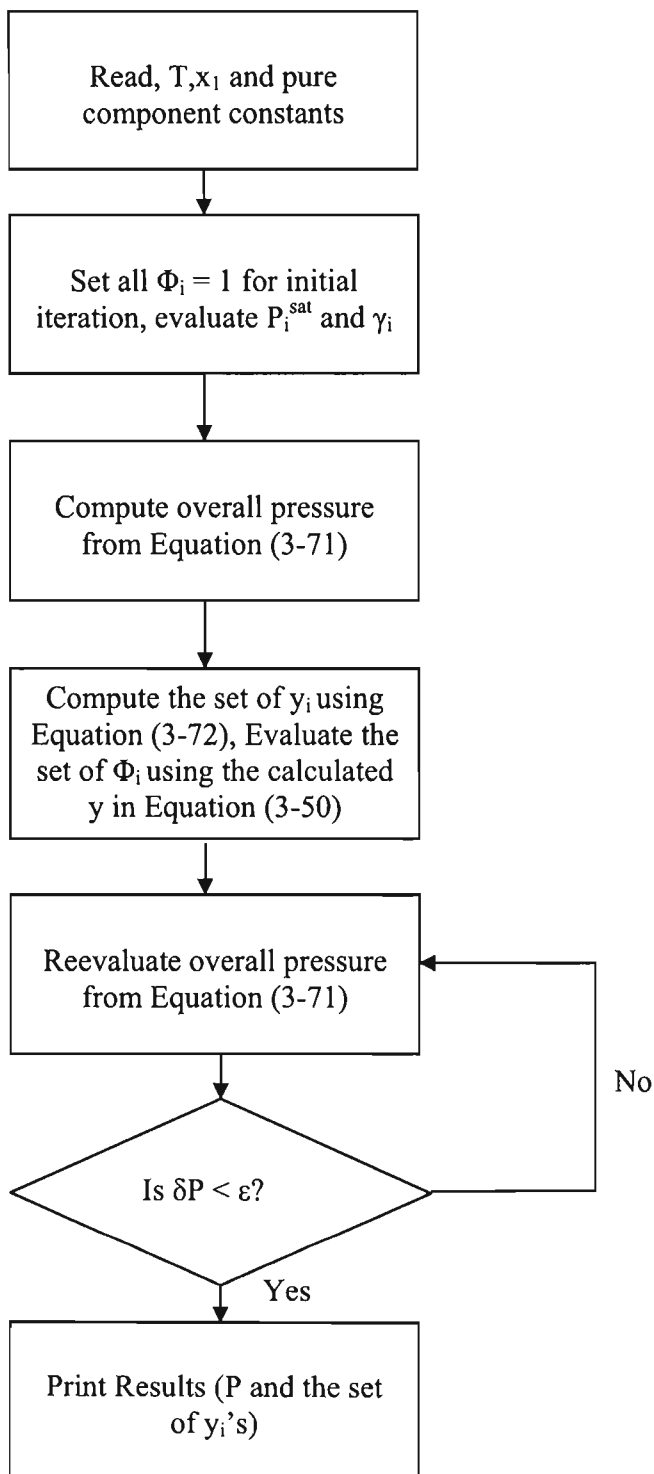 Read, T,x₁ and pure
component constants
Set all Φᵢ = 1 for initial
iteration, evaluate Pᵢˢᵃᵗ and γᵢ
Compute overall pressure
from Equation (3-71)
Compute the set of yᵢ using
Equation (3-72), Evaluate the
set of Φᵢ using the calculated
y in Equation (3-50)
Reevaluate overall pressure
from Equation (3-71)
No
Is δP < ε?
Yes
Print Results (P and the set
of yᵢ's)